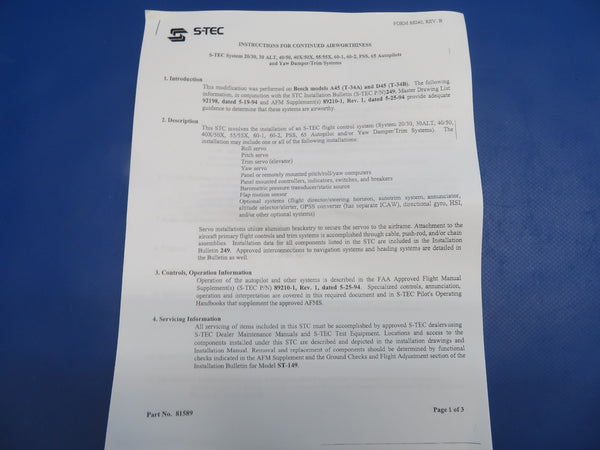 S-TEC
FORM 88240, REV. B
INSTRUCTIONS FOR CONTINUED AIRWORTHINESS
S-TEC System 20/30, 30 ALT, 40/50, 40X/50X, 55/55X, 60-1, 60-2, PSS, 65 Autopilots
and Yaw Damper/Trim Systems
1. Introduction
This modification was performed on Beech models A45 (T-34A) and D45 (T-34B). The following
information, in conjunction with the STC Installation Bulletin (S-TEC P/N)249, Master Drawing List
92198, dated 5-19-94 and AFM Supplement(s) 89210-1, Rev. 1, dated 5-25-94 provide adequate
guidance to determine that these systems are airworthy.
2. Description
This STC involves the installation of an S-TEC flight control system (System 20/30, 30ALT, 40/50,
40X/50X, 55/55X, 60-1, 60-2, PSS, 65 Autopilot and/or Yaw Damper/Trim Systems). The
installation may include one or all of the following installations:
Roll servo
Pitch servo
Trim servo (elevator)
Yaw servo
Panel or remotely mounted pitch/roll/yaw computers
Panel mounted controllers, indicators, switches, and breakers
Barometric pressure transducer/static source
Flap motion sensor
Optional systems (flight director/steering horizon, autotrim system, annunciator,
altitude selector/alerter, GPSS converter (has separate ICAW), directional gyro, HSI,
and/or other optional systems)
Servo installations utilize aluminum bracketry to secure the servos to the airframe. Attachment to the
aircraft primary flight controls and trim systems is accomplished through cable, push-rod, and/or chain
assemblies. Installation data for all components listed in the STC are included in the Installation
Bulletin 249. Approved interconnections to navigation systems and heading systems are detailed in
the Bulletin as well.
3. Controls, Operation Information
Operation of the autopilot and other systems is described in the FAA Approved Flight Manual
Supplement(s) (S-TEC P/N) 89210-1, Rev. 1, dated 5-25-94. Specialized controls, annunciation,
operation and interpretation are covered in this required document and in S-TEC Pilot's Operating
Handbooks that supplement the approved AFMS.
4. Servicing Information
All servicing of items included in this STC must be accomplished by approved S-TEC dealers using
S-TEC Dealer Maintenance Manuals and S-TEC Test Equipment. Locations and access to the
components installed under this STC are described and depicted in the installation drawings and
Installation Manual. Removal and replacement of components should be determined by functional
checks indicated in the AFM Supplement and the Ground Checks and Flight Adjustment section of the
Installation Bulletin for Model ST-149.
Part No. 81589
Page 1 of 3